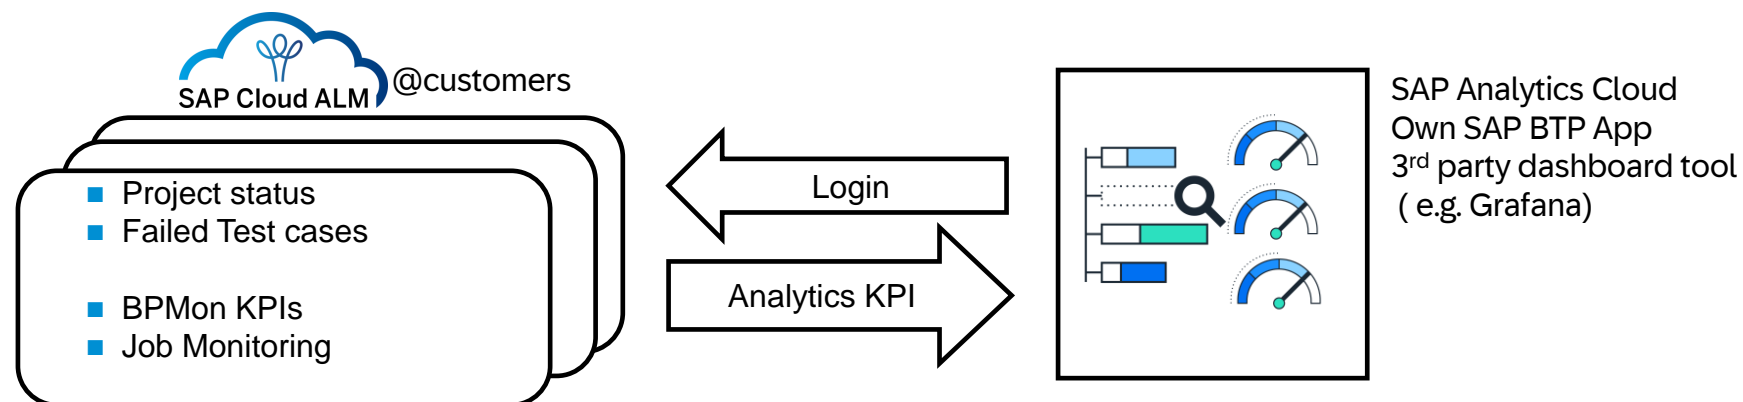 SAP Cloud ALM
@customers
Project status
Failed Test cases
BPMon KPIs
Job Monitoring
Login
Analytics KPI
SAP Analytics Cloud
Own SAP BTP App
3rd party dashboard tool
( e.g. Grafana)